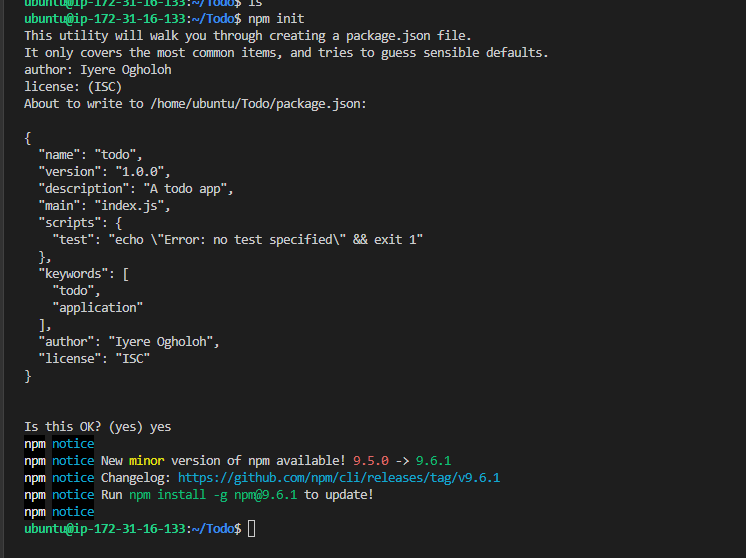 ubuntu@ip-172-31-16-133:~/Todo$ ls
ubuntu@ip-172-31-16-133:~/Todo$ npm init
This utility will walk you through creating a package.json file.
It only covers the most common items, and tries to guess sensible defaults.
author: Iyere Ogholoh
license: (ISC)
About to write to /home/ubuntu/Todo/package.json:

{
  "name": "todo",
  "version": "1.0.0",
  "description": "A todo app",
  "main": "index.js",
  "scripts": {
    "test": "echo \"Error: no test specified\" && exit 1"
  },
  "keywords": [
    "todo",
    "application"
  ],
  "author": "Iyere Ogholoh",
  "license": "ISC"
}

Is this OK? (yes) yes
npm notice
npm notice New minor version of npm available! 9.5.0 -> 9.6.1
npm notice Changelog: https://github.com/npm/cli/releases/tag/v9.6.1
npm notice Run npm install -g npm@9.6.1 to update!
npm notice
ubuntu@ip-172-31-16-133:~/Todo$